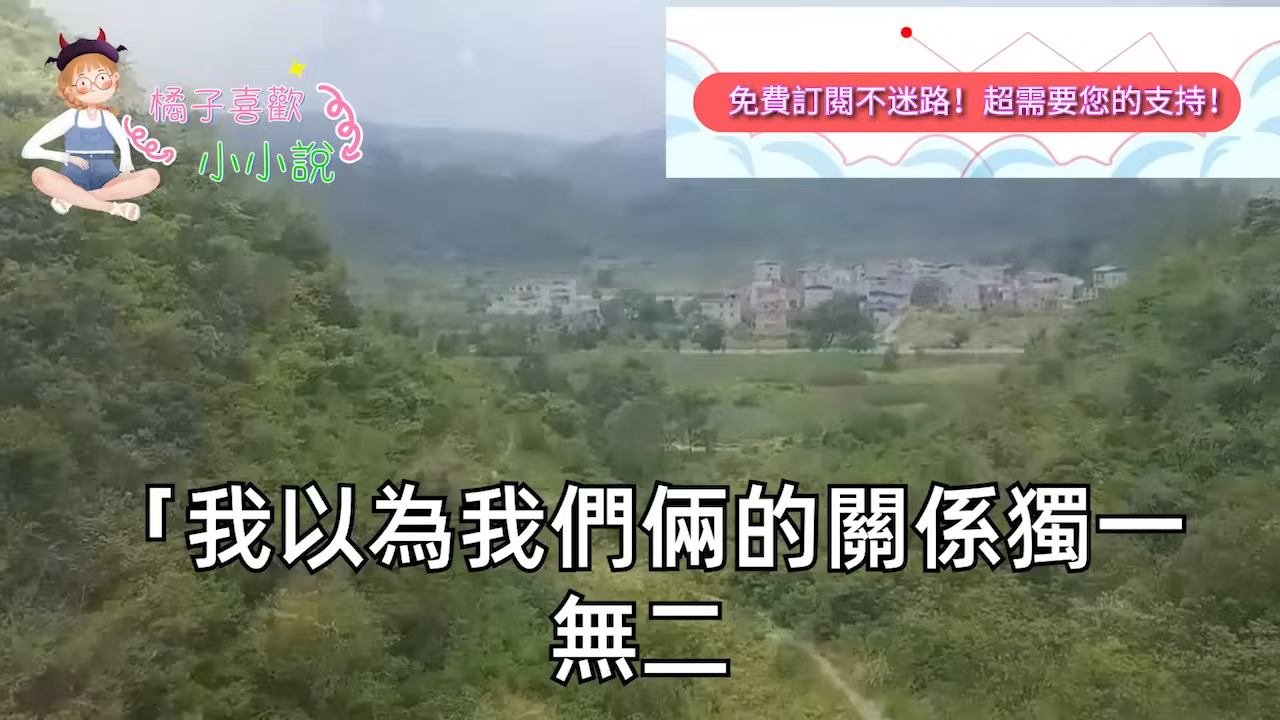 橘子喜歡
小小說
免費訂閱不迷路！超需要您的支持！
「我以為我們倆的關係獨一
無二